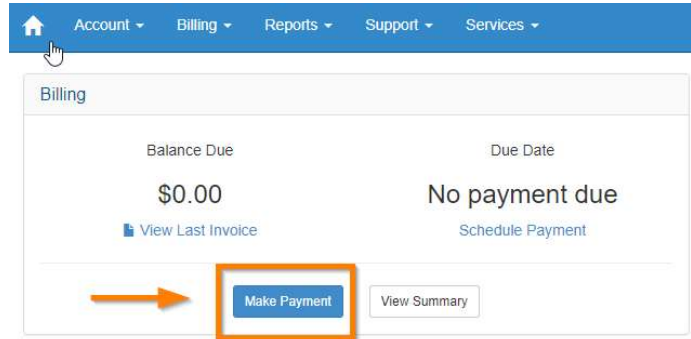 Account Billing Reports Support Services
Billing
Balance Due Due Date
$0.00 No payment due
View Last Invoice Schedule Payment
Make Payment View Summary